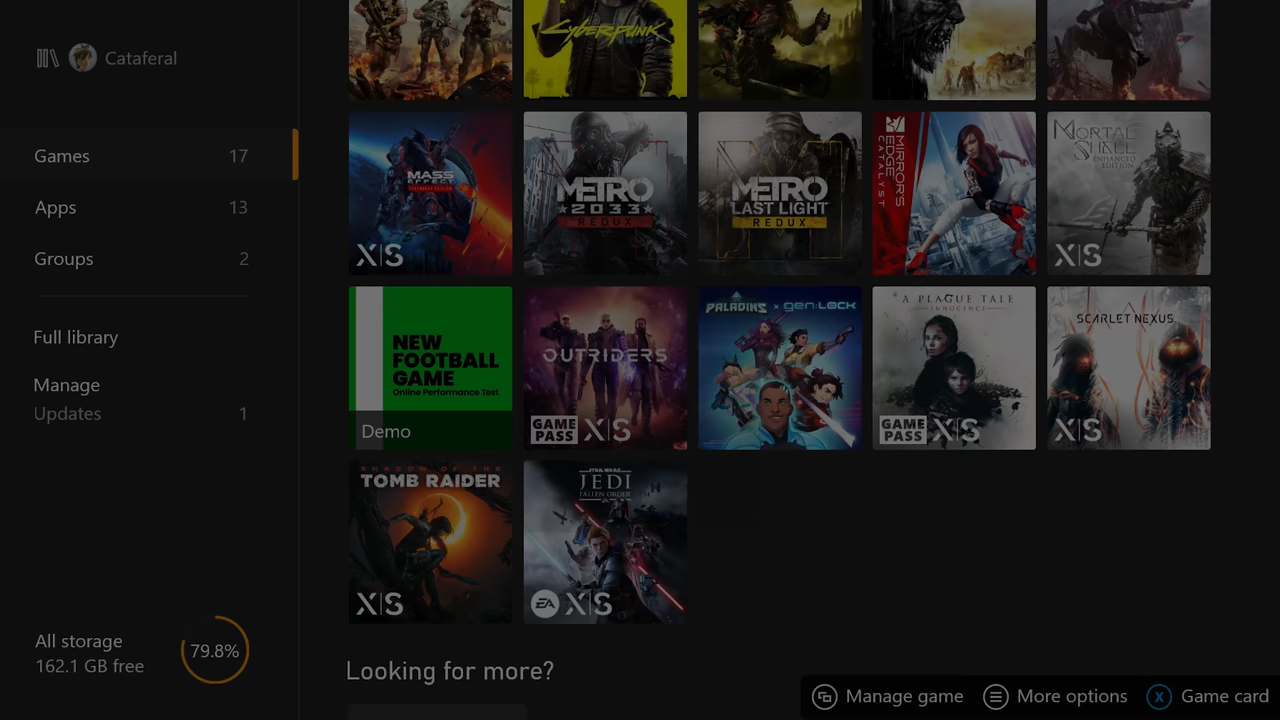 Cataferal
Games 17
Apps 13
Groups 2
Full library
Manage
Updates 1
All storage
162.1 GB free
79.8%
Cyberpunk
MASS
EFFECT
LEGENDARY EDITION
X|S
METRO
2033
REDUX
METRO
LAST LIGHT
REDUX
MIRROR'S
EDGE
CATALYST
MORTAL
SHELL
ENHANCED
EDITION
X|S
NEW
FOOTBALL
GAME
Online Performance Test
Demo
OUTRIDERS
GAME
PASS
X|S
PALADINS x gen:LOCK
A PLAGUE TALE
INNOCENCE
GAME
PASS
X|S
SCARLET NEXUS
X|S
SHADOW OF THE
TOMB RAIDER
X|S
STAR WARS
JEDI
FALLEN ORDER
EA
X|S
Looking for more?
Manage game
More options
X
Game card